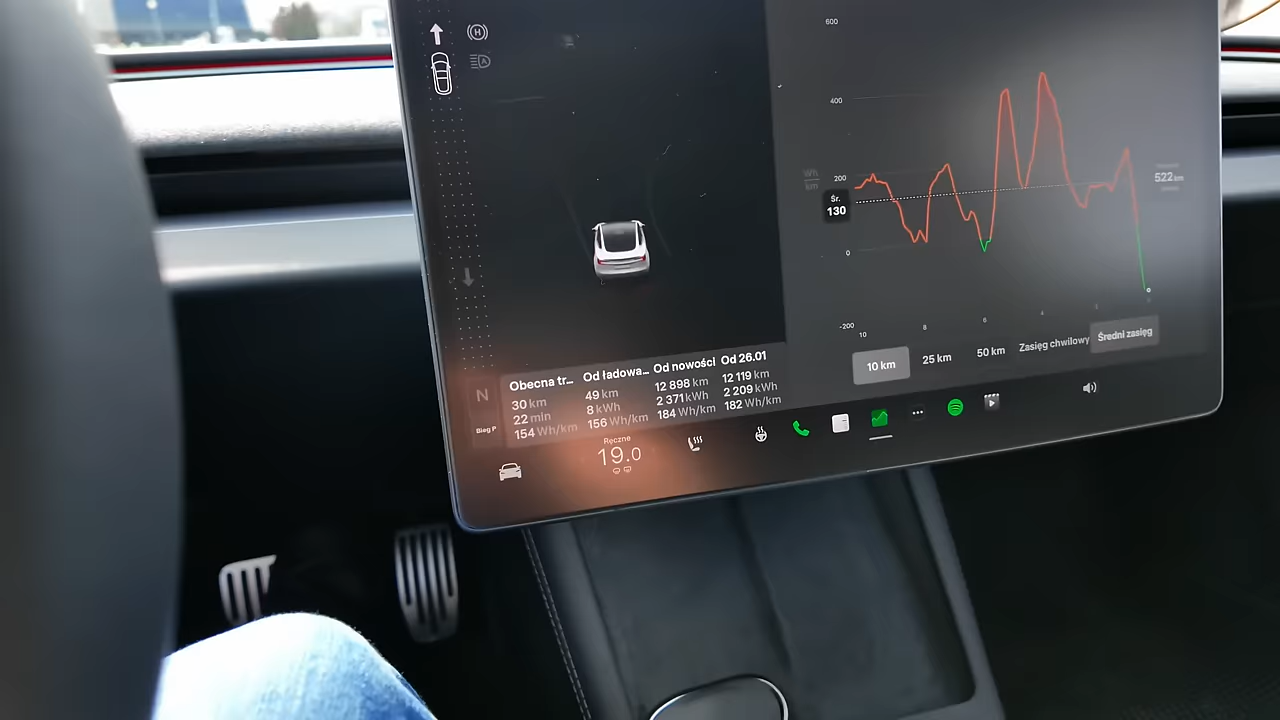 600
400
Wh
km
200
Śr.
130
522 km
0
-200
10
8
6
4
10 km
25 km
50 km
Zasięg chwilowy
Średni zasięg
N
Bieg P
Obecna tr...
30 km
22 min
154 Wh/km
Od ładowa...
49 km
8 kWh
156 Wh/km
Od nowości
12 898 km
2 371 kWh
184 Wh/km
Od 26.01
12 119 km
2 209 kWh
182 Wh/km
Ręczne
19.0